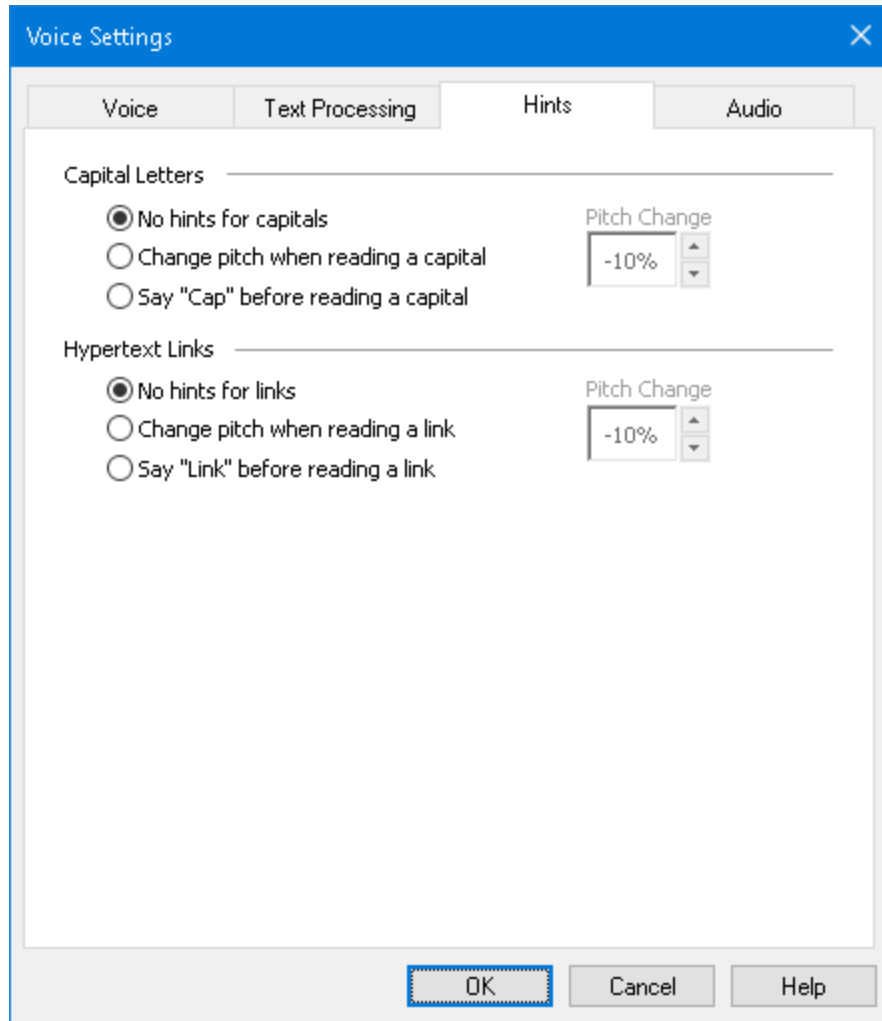 Voice Settings
Voice Text Processing Hints Audio
Capital Letters
No hints for capitals Pitch Change
Change pitch when reading a capital -10%
Say "Cap" before reading a capital
Hypertext Links
No hints for links Pitch Change
Change pitch when reading a link -10%
Say "Link" before reading a link
OK Cancel Help